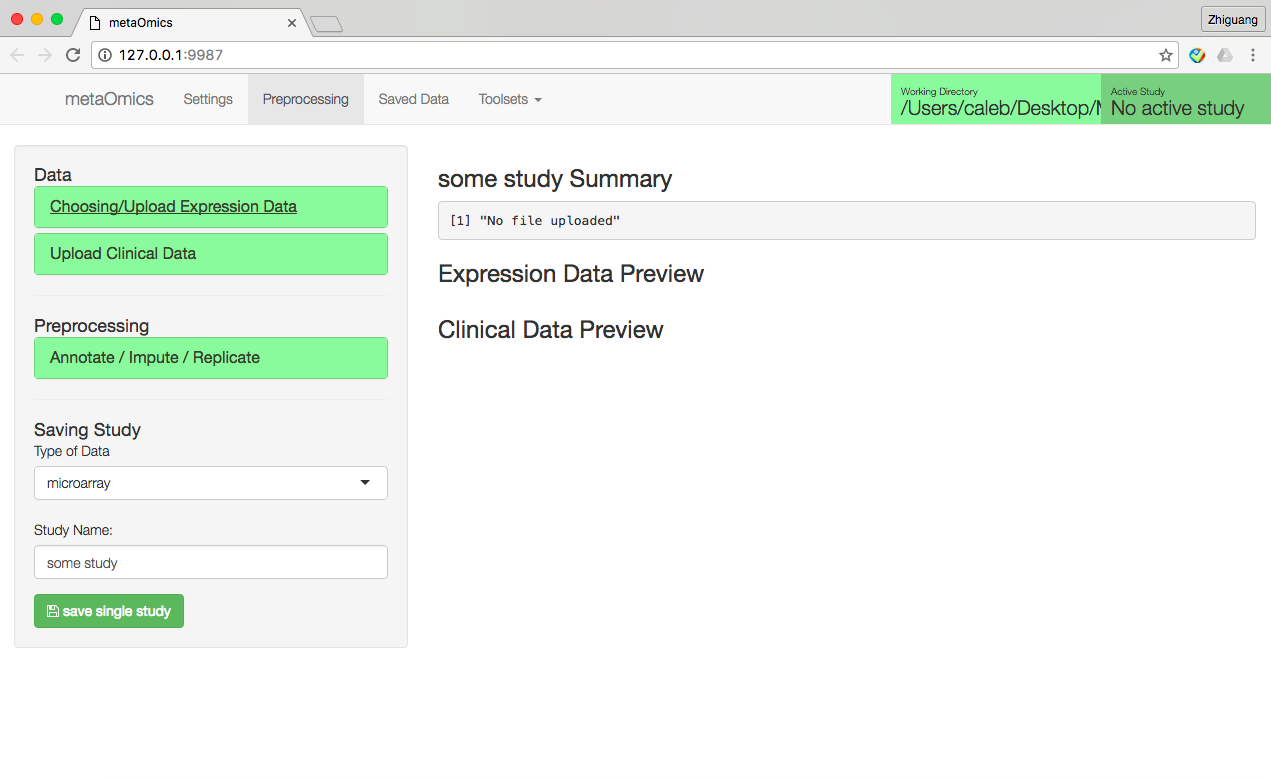 metaOmics
Zhiguang
127.0.0.1:9987
metaOmics Settings Preprocessing Saved Data Toolsets
Working Directory
/Users/caleb/Desktop/M
Active Study
No active study
Data
Choosing/Upload Expression Data
Upload Clinical Data
Preprocessing
Annotate / Impute / Replicate
Saving Study
Type of Data
microarray
Study Name:
some study
save single study
some study Summary
[1] "No file uploaded"
Expression Data Preview
Clinical Data Preview